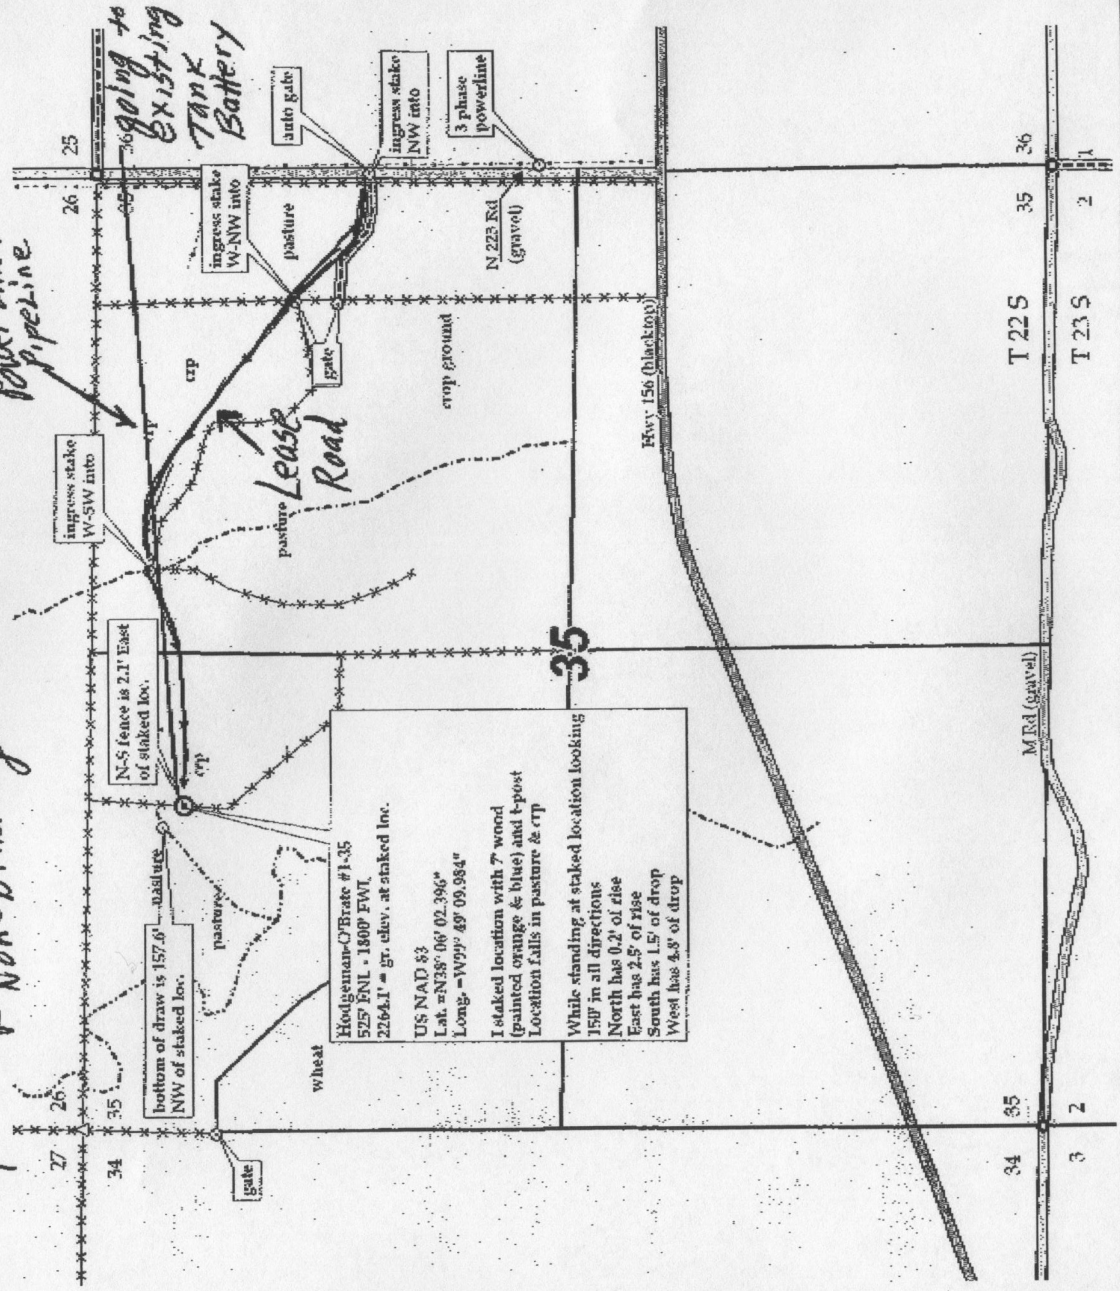 Pipeline
going to
Existing
Tank
Battery
Lease
Road
27
26
34
35
26
25
35
36
bottom of draw is 157.6'
NW of staked loc.
pasture
pasture
N-S fence is 2.1' East
of staked loc.
crp
ingress stake
W-SW into
crp
crp
pasture
ingress stake
W-NW into
pasture
auto gate
ingress stake
NW into
3 phase
powerline
N 223 Rd
(gravel)
gate
crop ground
gate
wheat
Hodgeman-O'Brate #1-35
525' FNL - 1800' FWL
2264.1' = gr. elev. at staked loc.
US NAD 83
Lat. =N38° 06' 02.396"
Long. =W99° 49' 09.984"
I staked location with 7' wood
(painted orange & blue) and t-post
Location falls in pasture & crp
While standing at staked location looking
150' in all directions
North has 0.2' of rise
East has 2.5' of rise
South has 1.5' of drop
West has 4.8' of drop
35
Hwy 156 (blacktop)
M Rd (gravel)
T 22 S
T 23 S
34
35
3
2
35
36
2
1